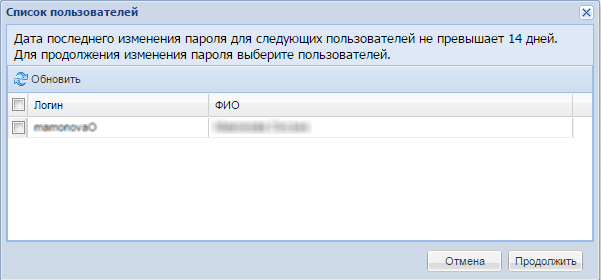 Список пользователей
Дата последнего изменения пароля для следующих пользователей не превышает 14 дней.
Для продолжения изменения пароля выберите пользователей.
Обновить
Логин ФИО
mamonovaO
Отмена Продолжить